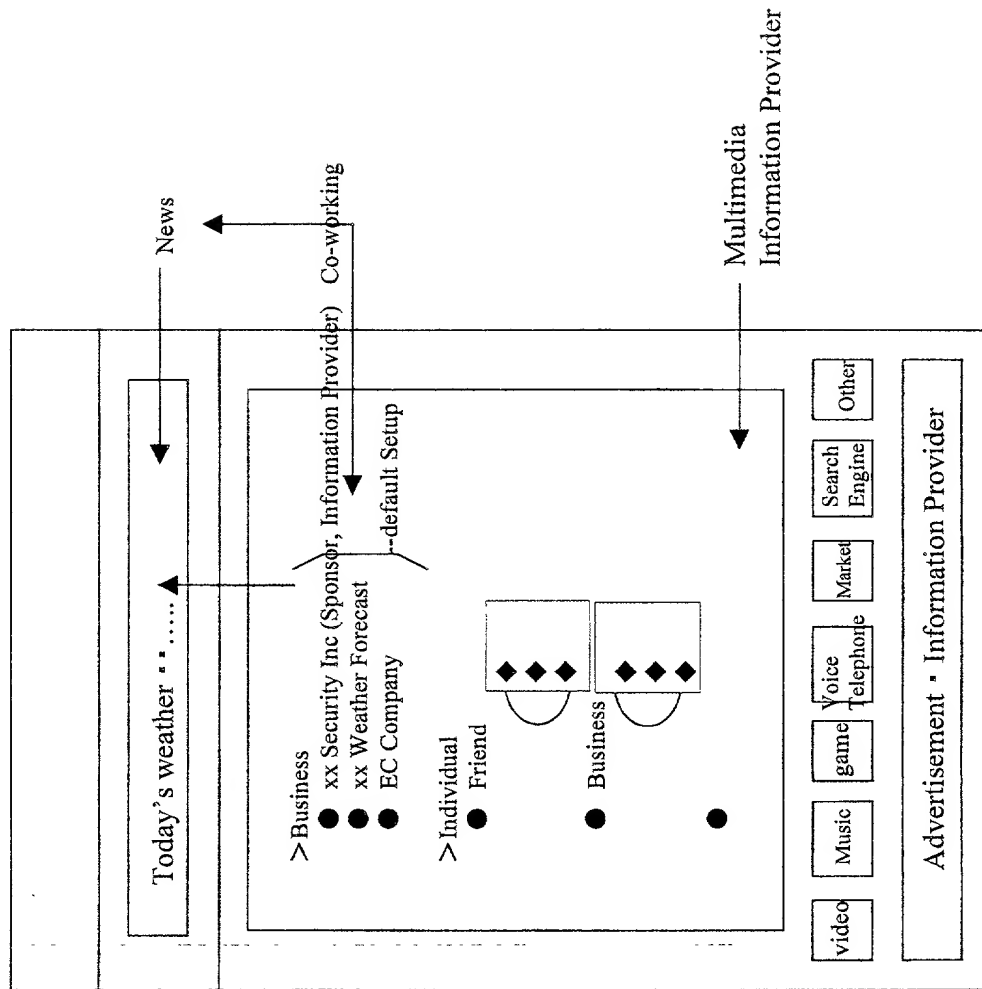 Today's weather ▪ ▪ .....
News
>Business
● xx Security Inc (Sponsor, Information Provider)
● xx Weather Forecast
● EC Company
--default Setup
Co-working
>Individual
● Friend
◆ ◆ ◆
● Business
◆ ◆ ◆
●
Multimedia
Information Provider
video
Music
game
Voice
Telephone
Market
Search
Engine
Other
Advertisement ▪ Information Provider